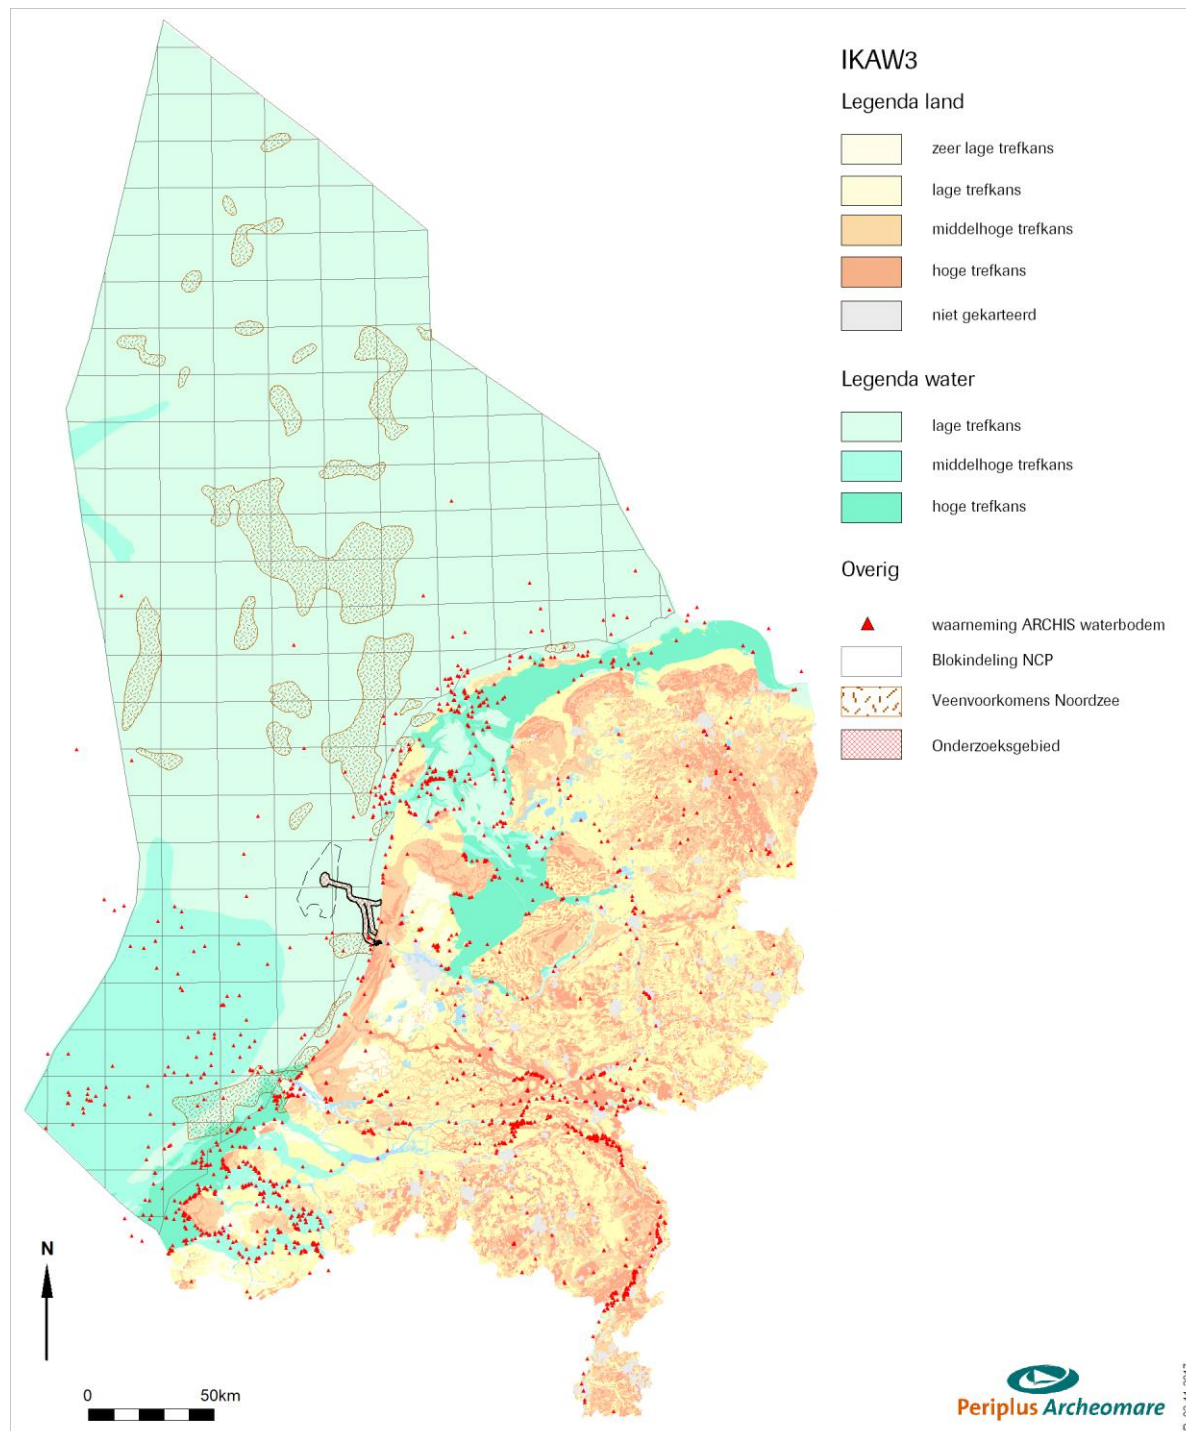 IKAW3
Legenda land
zeer lage trefkans
lage trefkans
middelhoge trefkans
hoge trefkans
niet gekarteerd
Legenda water
lage trefkans
middelhoge trefkans
hoge trefkans
Overig
waarneming ARCHIS waterbodem
Blokindeling NCP
Veenvoorkomens Noordzee
Onderzoeksgebied
N
0 50km
Periplus Archeomare